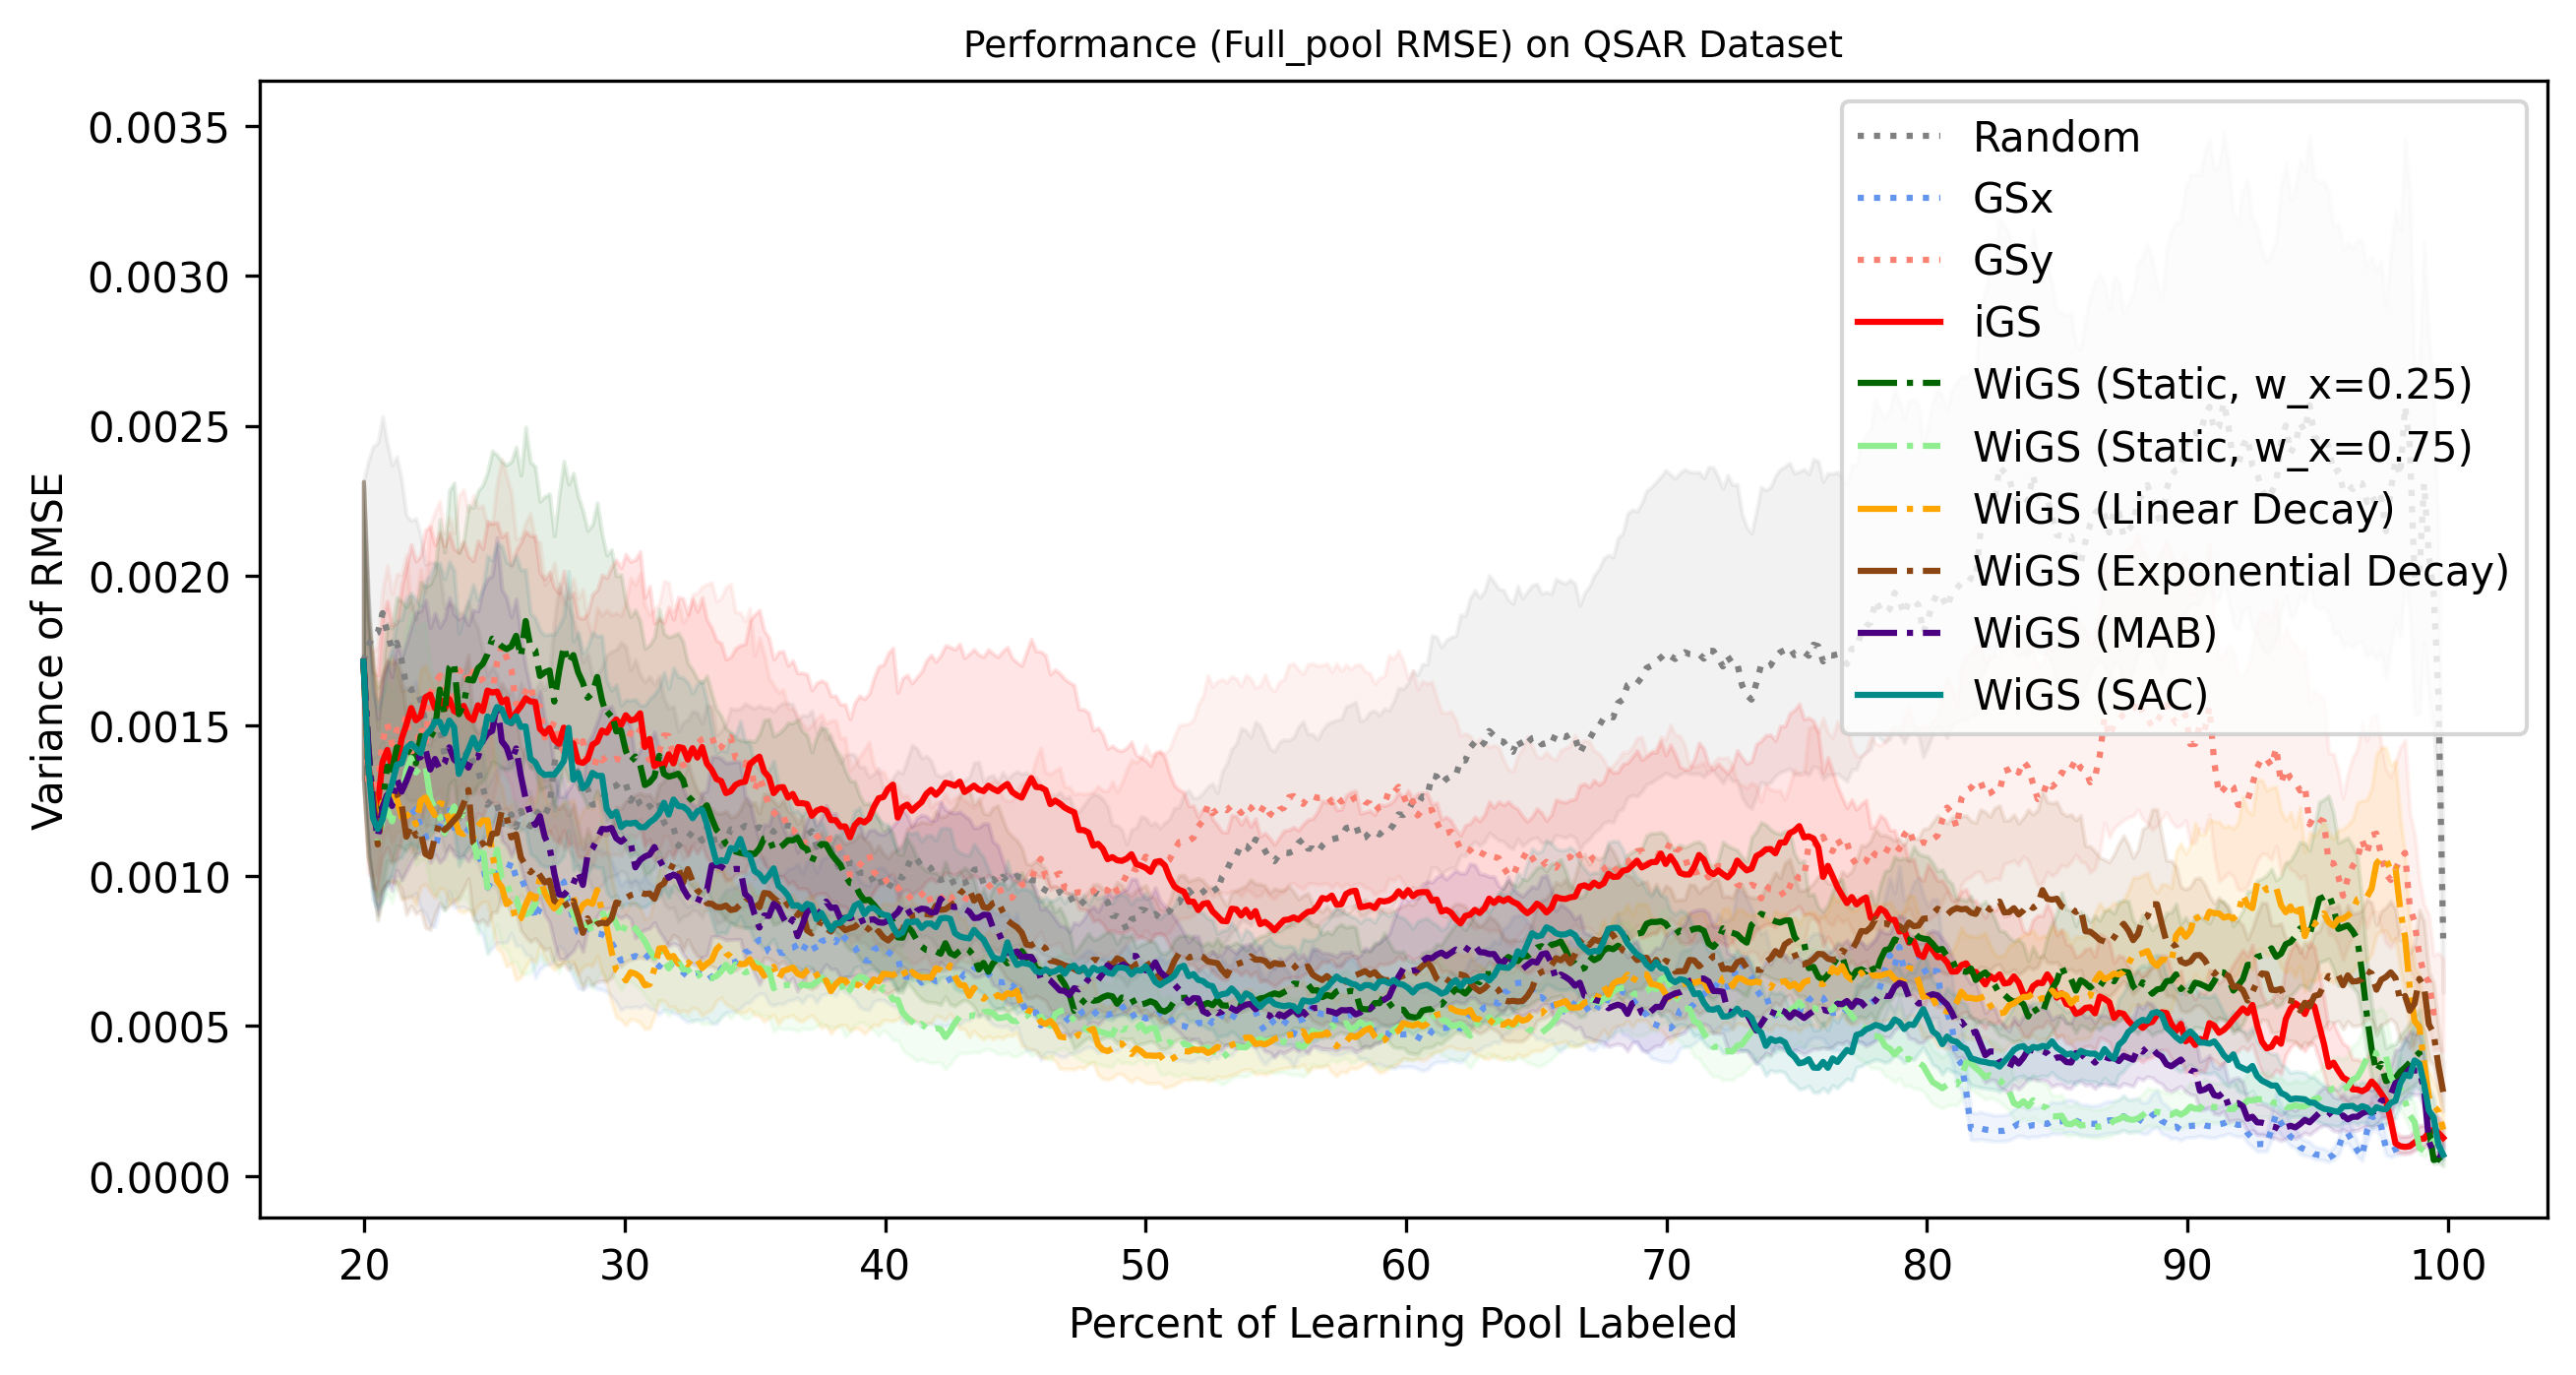 Performance (Full_pool RMSE) on QSAR Dataset
Variance of RMSE
0.0035
0.0030
0.0025
0.0020
0.0015
0.0010
0.0005
0.0000
Random
GSx
GSy
iGS
WiGS (Static, w_x=0.25)
WiGS (Static, w_x=0.75)
WiGS (Linear Decay)
WiGS (Exponential Decay)
WiGS (MAB)
WiGS (SAC)
20 30 40 50 60 70 80 90 100
Percent of Learning Pool Labeled